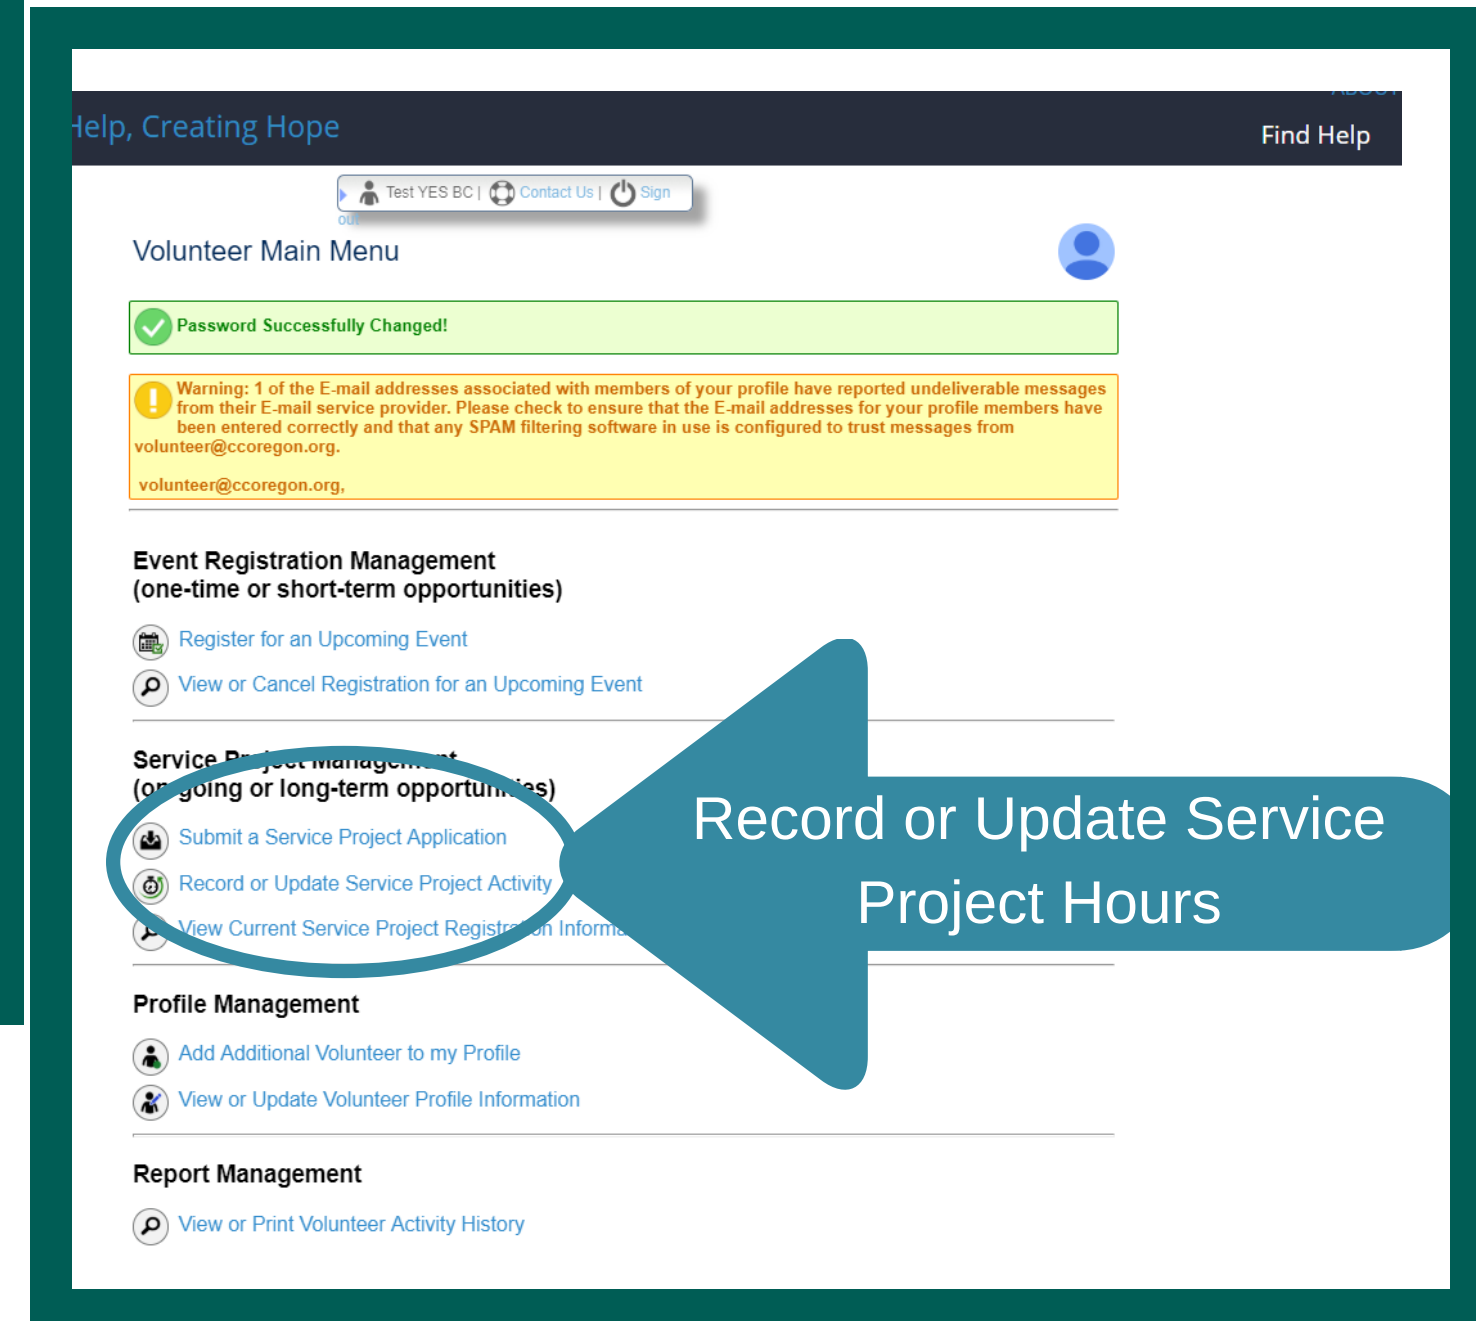 ABOUT
Help, Creating Hope
Find Help
Test YES BC | Contact Us | Sign
out
Volunteer Main Menu
Password Successfully Changed!
Warning: 1 of the E-mail addresses associated with members of your profile have reported undeliverable messages
from their E-mail service provider. Please check to ensure that the E-mail addresses for your profile members have
been entered correctly and that any SPAM filtering software in use is configured to trust messages from
volunteer@ccoregon.org.
volunteer@ccoregon.org,
Event Registration Management
(one-time or short-term opportunities)
Register for an Upcoming Event
View or Cancel Registration for an Upcoming Event
Service Project Management
(on-going or long-term opportunities)
Submit a Service Project Application
Record or Update Service Project Activity
View Current Service Project Registration Informa
Record or Update Service
Project Hours
Profile Management
Add Additional Volunteer to my Profile
View or Update Volunteer Profile Information
Report Management
View or Print Volunteer Activity History